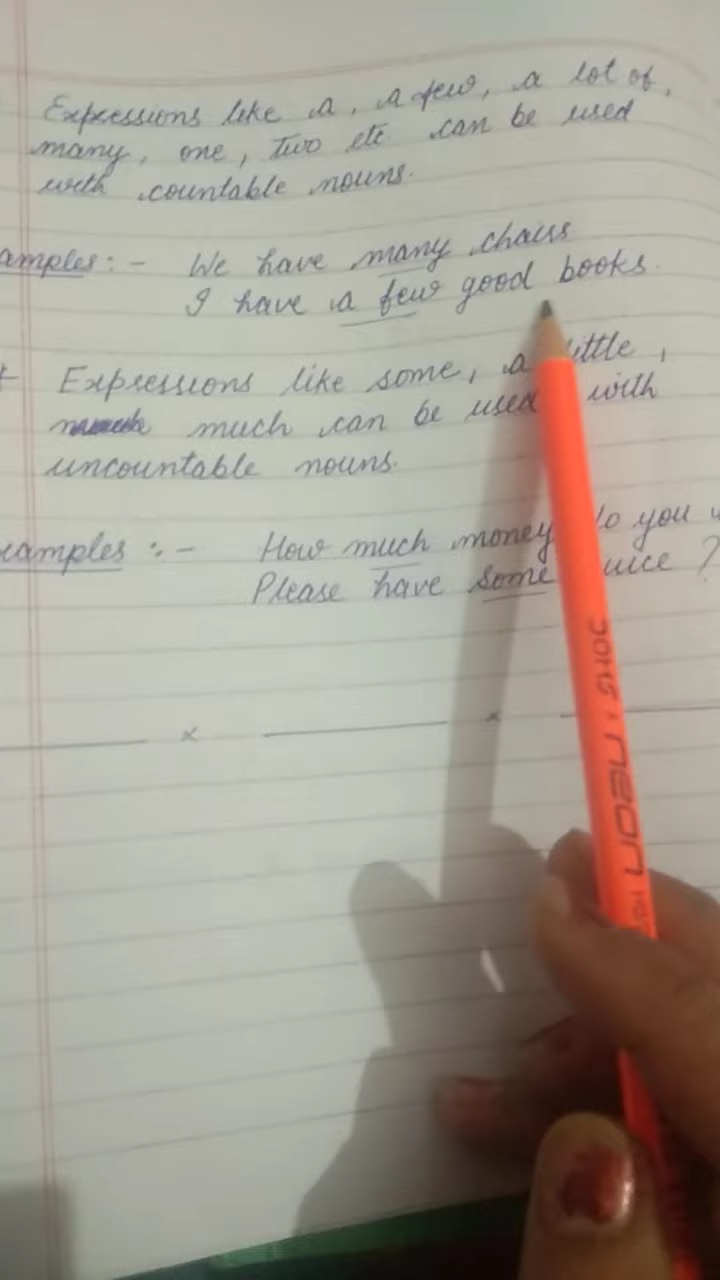 Expressions like a, a few, a lot of,
many, one, two etc can be used
with countable nouns.
amples :- We have many chairs
I have a few good books.
Expressions like some, a little,
much can be used with
uncountable nouns.
xamples :- How much money do you
Please have some juice ?
x x
neon